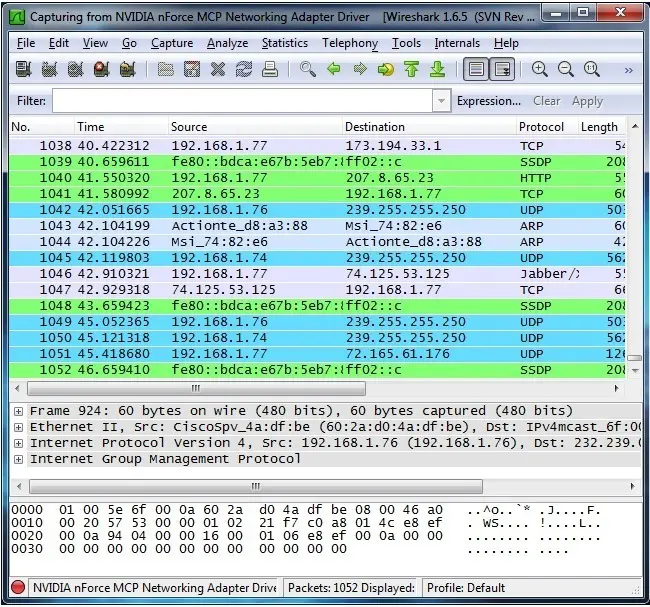 Capturing from NVIDIA nForce MCP Networking Adapter Driver [Wireshark 1.6.5 (SVN Rev ...
File Edit View Go Capture Analyze Statistics Telephony Tools Internals Help
Filter: Expression... Clear Apply
No. Time Source Destination Protocol Length
1038 40.422312 192.168.1.77 173.194.33.1 TCP 54
1039 40.659611 fe80::bdca:e67b:5eb7:8 ff02::c SSDP 208
1040 41.550320 192.168.1.77 207.8.65.23 HTTP 55
1041 41.580992 207.8.65.23 192.168.1.77 TCP 60
1042 42.051665 192.168.1.76 239.255.255.250 UDP 503
1043 42.104199 Actionte_d8:a3:88 Msi_74:82:e6 ARP 60
1044 42.104226 Msi_74:82:e6 Actionte_d8:a3:88 ARP 42
1045 42.119803 192.168.1.74 239.255.255.250 UDP 562
1046 42.910321 192.168.1.77 74.125.53.125 Jabber/ 55
1047 42.929318 74.125.53.125 192.168.1.77 TCP 66
1048 43.659423 fe80::bdca:e67b:5eb7:8 ff02::c SSDP 208
1049 45.052365 192.168.1.76 239.255.255.250 UDP 503
1050 45.121318 192.168.1.74 239.255.255.250 UDP 562
1051 45.418680 192.168.1.77 72.165.61.176 UDP 126
1052 46.659410 fe80::bdca:e67b:5eb7:8 ff02::c SSDP 208
Frame 924: 60 bytes on wire (480 bits), 60 bytes captured (480 bits)
Ethernet II, Src: CiscoSpv_4a:df:be (60:2a:d0:4a:df:be), Dst: IPv4mcast_6f:00
Internet Protocol Version 4, Src: 192.168.1.76 (192.168.1.76), Dst: 232.239.0
Internet Group Management Protocol
0000 01 00 5e 6f 00 0a 60 2a d0 4a df be 08 00 46 a0 ..^o..`* .J....F.
0010 00 20 57 53 00 00 01 02 21 f7 c0 a8 01 4c e8 ef . WS.... !....L..
0020 00 0a 94 04 00 00 16 00 01 06 e8 ef 00 0a 00 00 ........ ........
0030 00 00 00 00 00 00 00 00 00 00 00 00 ........ ....
NVIDIA nForce MCP Networking Adapter Drive Packets: 1052 Displayed: Profile: Default